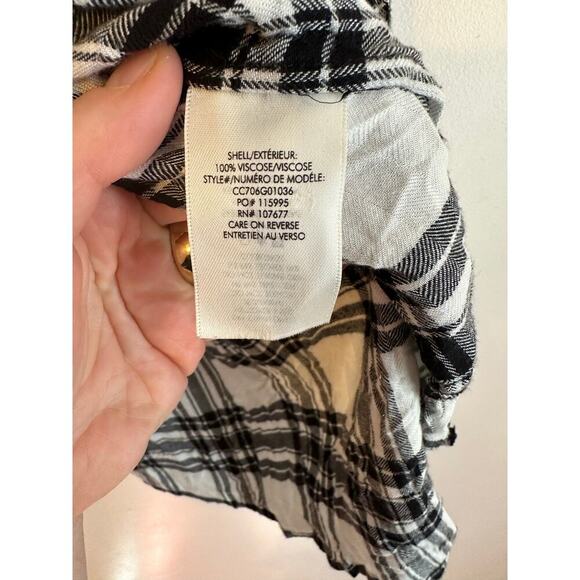 SHELL/EXTÉRIEUR:
100% VISCOSE/VISCOSE
STYLE#/NUMÉRO DE MODÈLE:
CC706G01036
PO# 115995
RN# 107677
CARE ON REVERSE
ENTRETIEN AU VERSO